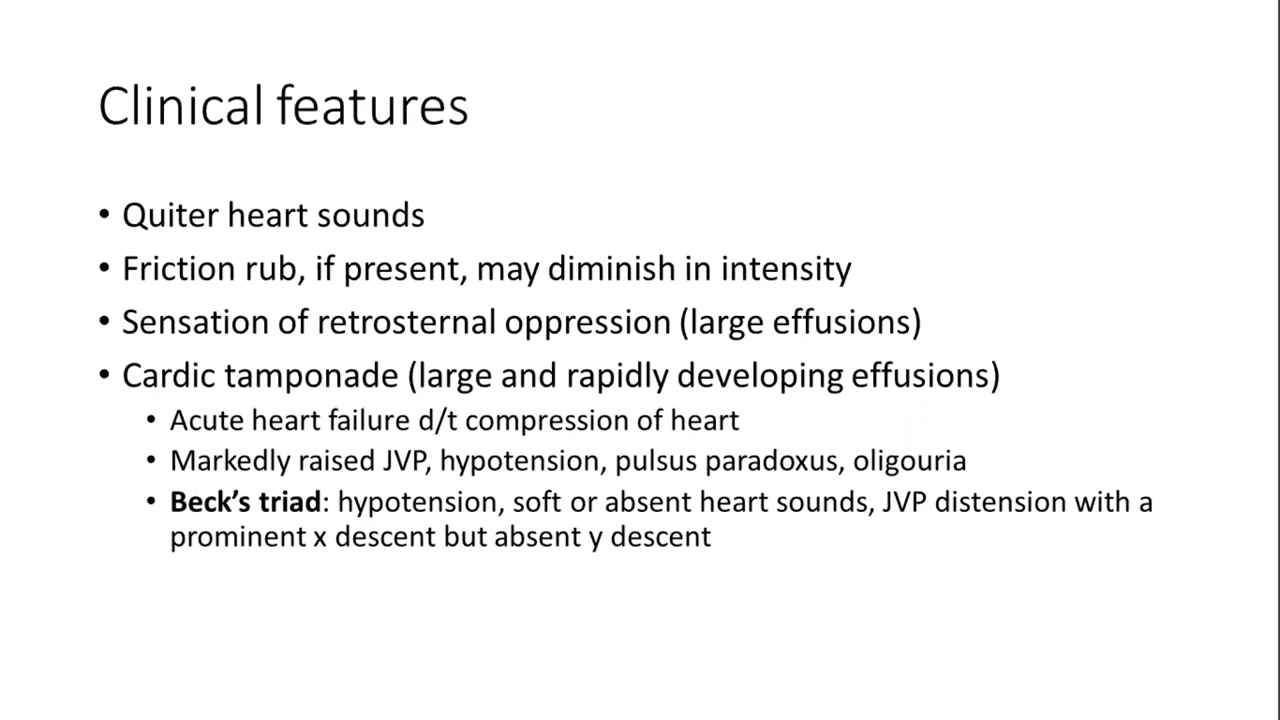 Clinical features
• Quiter heart sounds
• Friction rub, if present, may diminish in intensity
• Sensation of retrosternal oppression (large effusions)
• Cardic tamponade (large and rapidly developing effusions)
• Acute heart failure d/t compression of heart
• Markedly raised JVP, hypotension, pulsus paradoxus, oligouria
• Beck’s triad: hypotension, soft or absent heart sounds, JVP distension with a
prominent x descent but absent y descent